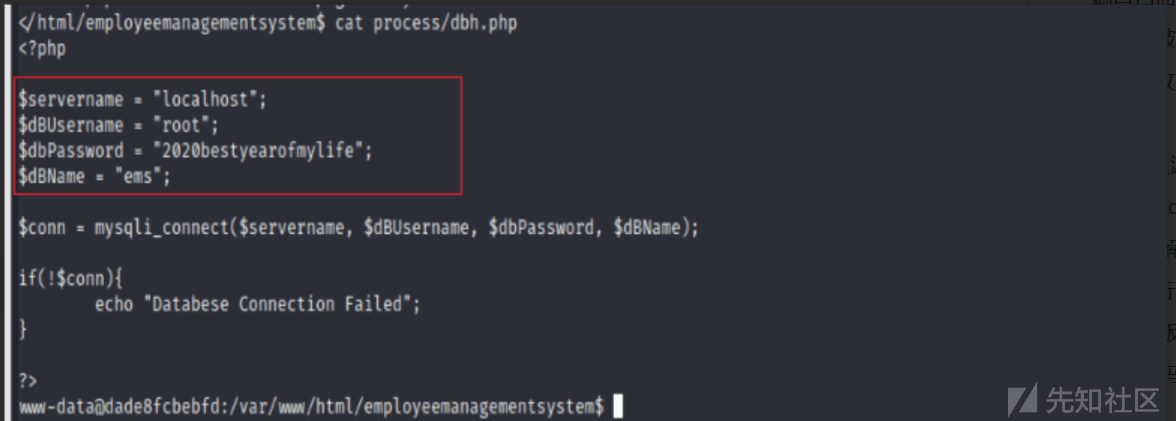 </html/employeemanagementsystem$ cat process/dbh.php
<?php
$servername = "localhost";
$dBUsername = "root";
$dbPassword = "2020bestyearofmylife";
$dBName = "ems";
$conn = mysqli_connect($servername, $dBUsername, $dbPassword, $dBName);
if(!$conn){
echo "Databese Connection Failed";
}
?>
www-data@dade8fcbebfd:/var/www/html/employeemanagementsystem$
先知社区